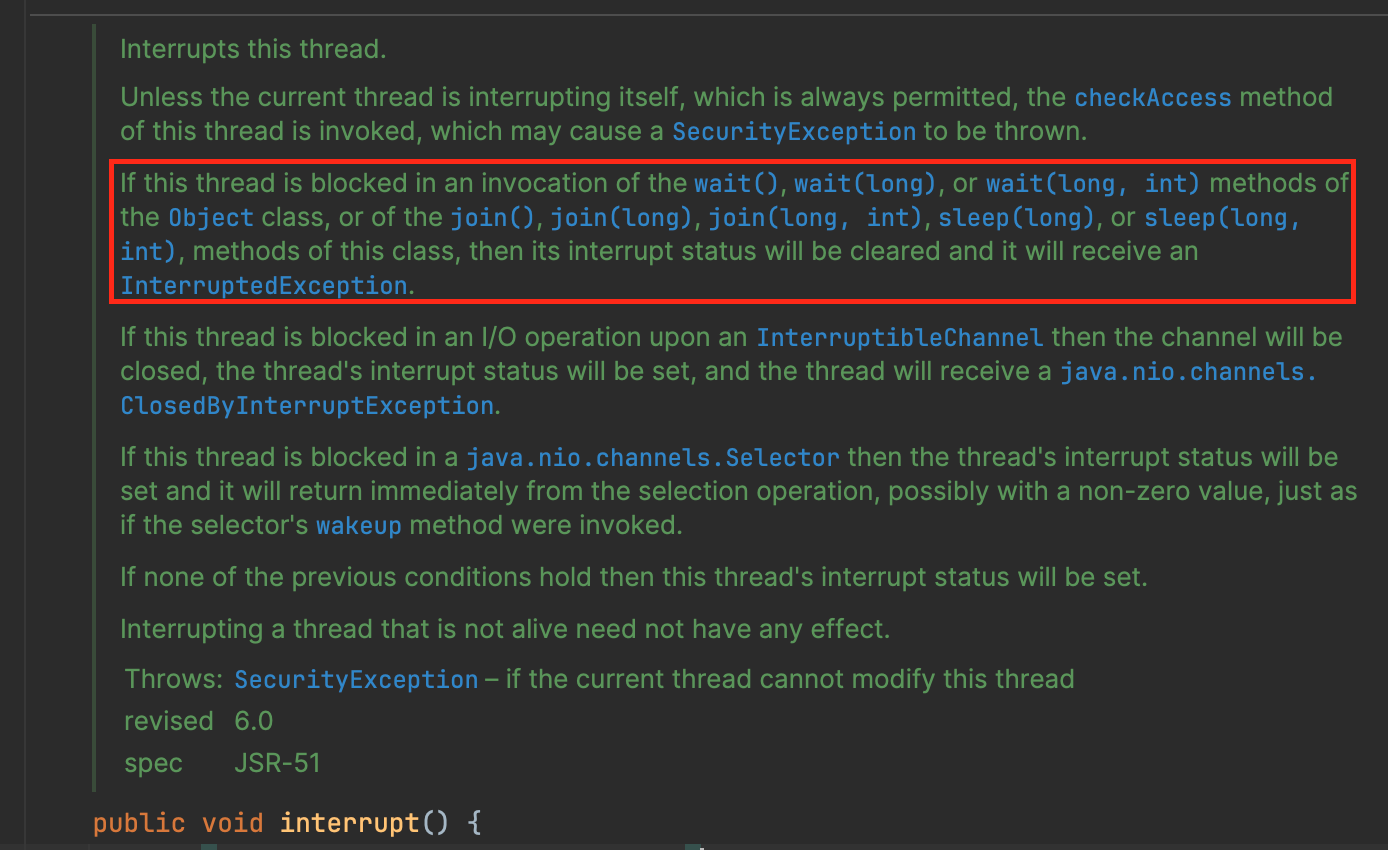 Interrupts this thread.
Unless the current thread is interrupting itself, which is always permitted, the checkAccess method
of this thread is invoked, which may cause a SecurityException to be thrown.
If this thread is blocked in an invocation of the wait(), wait(long), or wait(long, int) methods of
the Object class, or of the join(), join(long), join(long, int), sleep(long), or sleep(long,
int), methods of this class, then its interrupt status will be cleared and it will receive an
InterruptedException.
If this thread is blocked in an I/O operation upon an InterruptibleChannel then the channel will be
closed, the thread's interrupt status will be set, and the thread will receive a java.nio.channels.
ClosedByInterruptException.
If this thread is blocked in a java.nio.channels.Selector then the thread's interrupt status will be
set and it will return immediately from the selection operation, possibly with a non-zero value, just as
if the selector's wakeup method were invoked.
If none of the previous conditions hold then this thread's interrupt status will be set.
Interrupting a thread that is not alive need not have any effect.
Throws: SecurityException – if the current thread cannot modify this thread
revised 6.0
spec JSR-51
public void interrupt() {